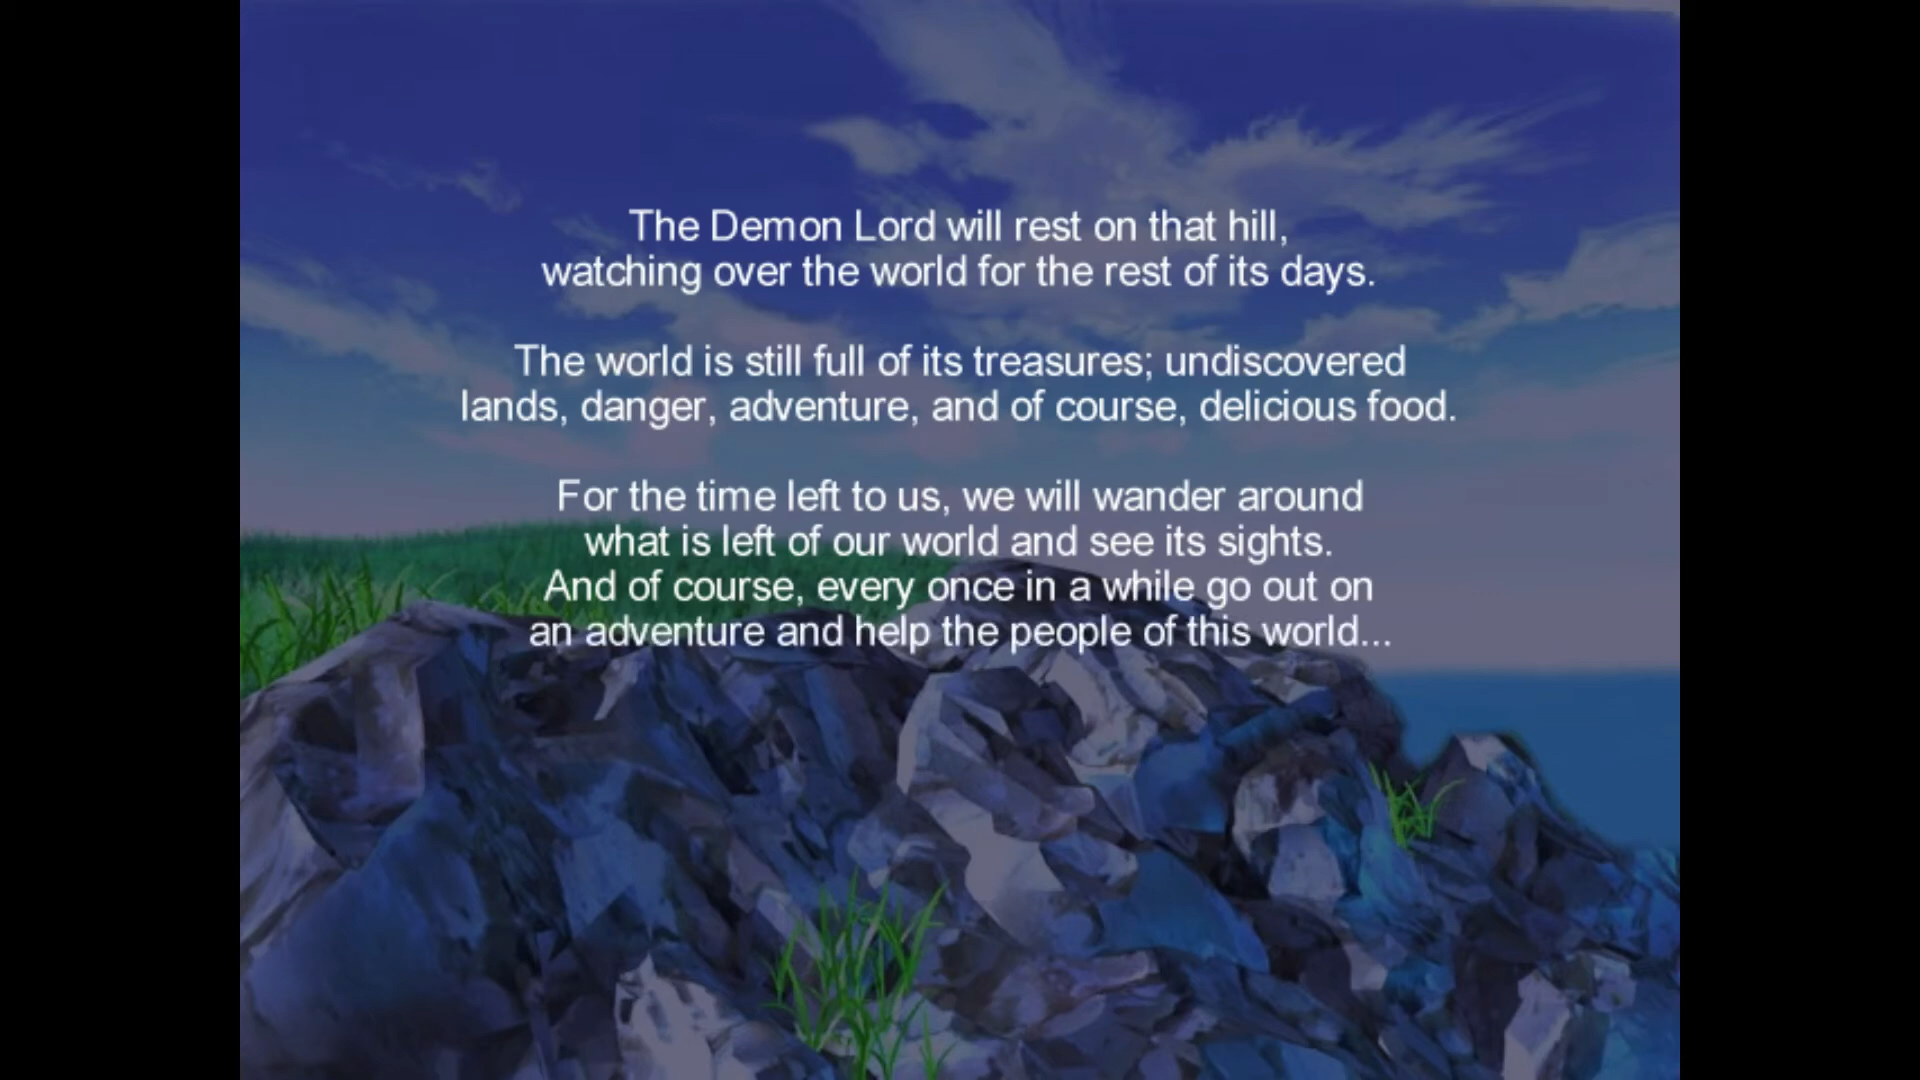 The Demon Lord will rest on that hill,
watching over the world for the rest of its days.
The world is still full of its treasures; undiscovered
lands, danger, adventure, and of course, delicious food.
For the time left to us, we will wander around
what is left of our world and see its sights.
And of course, every once in a while go out on
an adventure and help the people of this world...